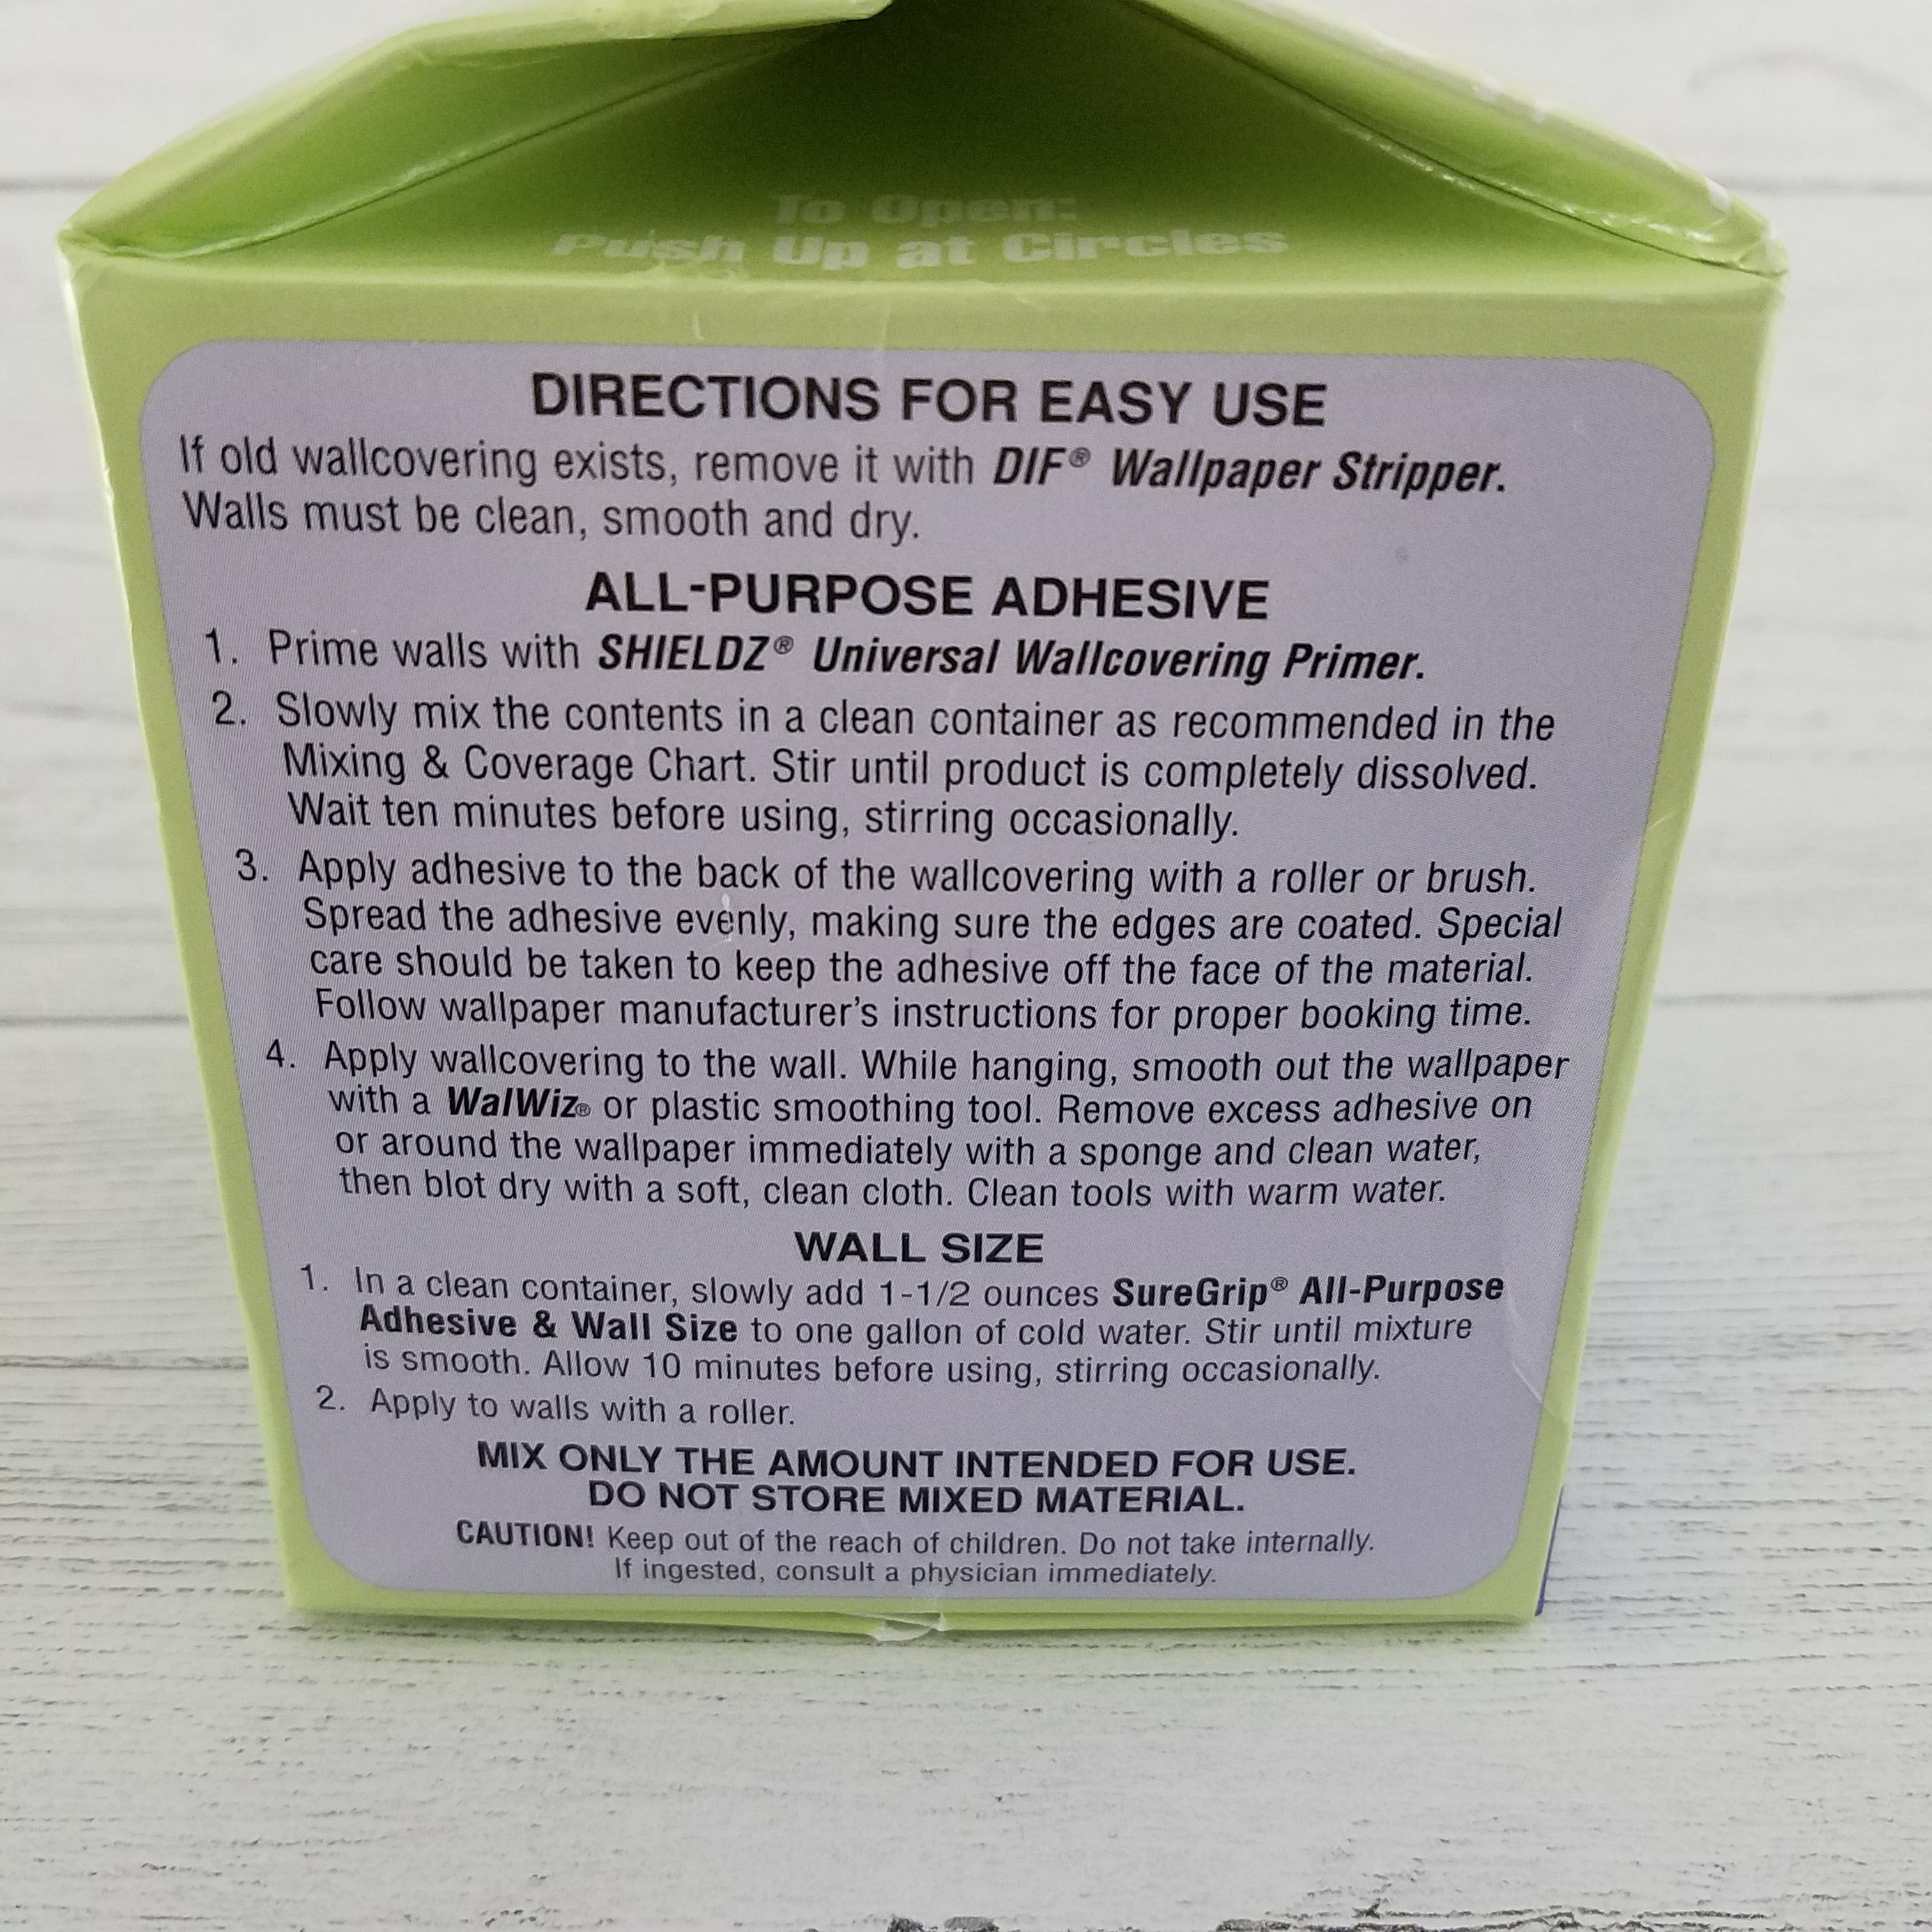 To Open:
Push Up at Circles
DIRECTIONS FOR EASY USE
If old wallcovering exists, remove it with DIF® Wallpaper Stripper.
Walls must be clean, smooth and dry.
ALL-PURPOSE ADHESIVE
1. Prime walls with SHIELDZ® Universal Wallcovering Primer.
2. Slowly mix the contents in a clean container as recommended in the
Mixing & Coverage Chart. Stir until product is completely dissolved.
Wait ten minutes before using, stirring occasionally.
3. Apply adhesive to the back of the wallcovering with a roller or brush.
Spread the adhesive evenly, making sure the edges are coated. Special
care should be taken to keep the adhesive off the face of the material.
Follow wallpaper manufacturer's instructions for proper booking time.
4. Apply wallcovering to the wall. While hanging, smooth out the wallpaper
with a WalWiz® or plastic smoothing tool. Remove excess adhesive on
or around the wallpaper immediately with a sponge and clean water,
then blot dry with a soft, clean cloth. Clean tools with warm water.
WALL SIZE
1. In a clean container, slowly add 1-1/2 ounces SureGrip® All-Purpose
Adhesive & Wall Size to one gallon of cold water. Stir until mixture
is smooth. Allow 10 minutes before using, stirring occasionally.
2. Apply to walls with a roller.
MIX ONLY THE AMOUNT INTENDED FOR USE.
DO NOT STORE MIXED MATERIAL.
CAUTION! Keep out of the reach of children. Do not take internally.
If ingested, consult a physician immediately.